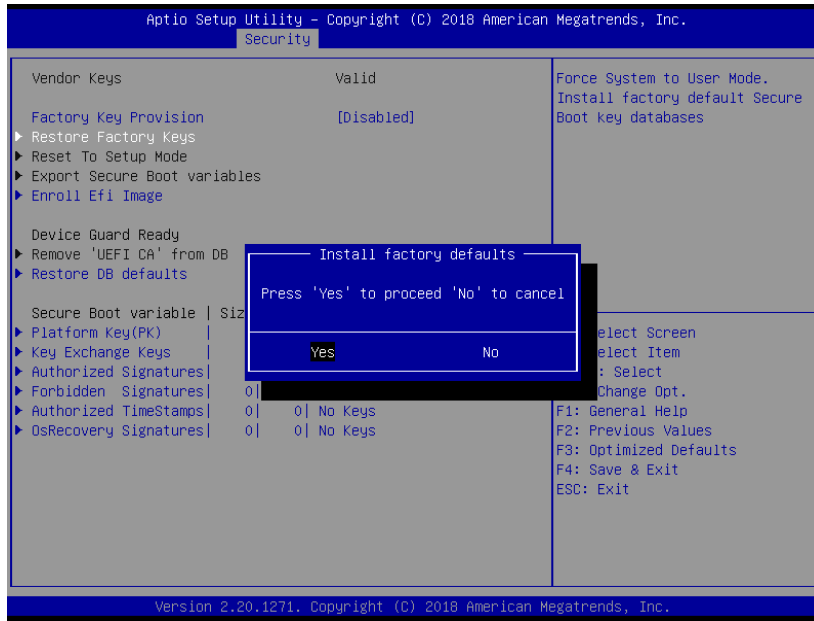 Aptio Setup Utility – Copyright (C) 2018 American Megatrends, Inc.
Security
Vendor Keys Valid
Factory Key Provision [Disabled]
Restore Factory Keys
Reset To Setup Mode
Export Secure Boot variables
Enroll Efi Image
Device Guard Ready
Remove 'UEFI CA' from DB
Restore DB defaults
Secure Boot variable | Siz
Platform Key(PK) |
Key Exchange Keys |
Authorized Signatures|
Forbidden Signatures| 0|
Authorized TimeStamps| 0| 0| No Keys
OsRecovery Signatures| 0| 0| No Keys
Install factory defaults
Press 'Yes' to proceed 'No' to cancel
Yes No
Force System to User Mode.
Install factory default Secure
Boot key databases
elect Screen
elect Item
: Select
Change Opt.
F1: General Help
F2: Previous Values
F3: Optimized Defaults
F4: Save & Exit
ESC: Exit
Version 2.20.1271. Copyright (C) 2018 American Megatrends, Inc.